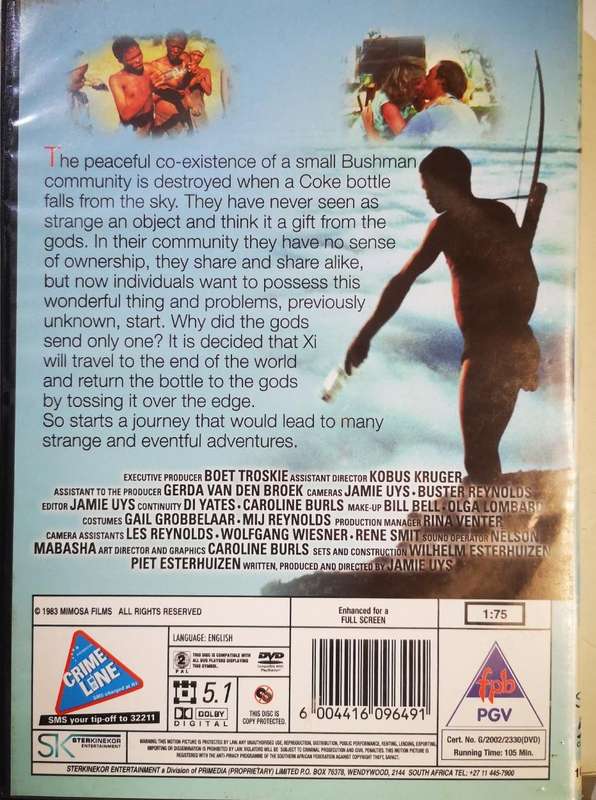 The peaceful co-existence of a small Bushman
community is destroyed when a Coke bottle
falls from the sky. They have never seen as
strange an object and think it a gift from the
gods. In their community they have no sense
of ownership, they share and share alike,
but now individuals want to possess this
wonderful thing and problems, previously
unknown, start. Why did the gods
send only one? It is decided that Xi
will travel to the end of the world
and return the bottle to the gods
by tossing it over the edge.
So starts a journey that would lead to many
strange and eventful adventures.
EXECUTIVE PRODUCER BOET TROSKIE ASSISTANT DIRECTOR KOBUS KRUGER
ASSISTANT TO THE PRODUCER GERDA VAN DEN BROEK CAMERAS JAMIE UYS • BUSTER REYNOLDS
EDITOR JAMIE UYS CONTINUITY DI YATES • CAROLINE BURLS MAKE-UP BILL BELL • OLGA LOMBARD
COSTUMES GAIL GROBBELAAR • MIJ REYNOLDS PRODUCTION MANAGER RINA VENTER
CAMERA ASSISTANTS LES REYNOLDS • WOLFGANG WIESNER • RENE SMIT SOUND OPERATOR NELSON
MABASHA ART DIRECTOR AND GRAPHICS CAROLINE BURLS SETS AND CONSTRUCTION WILHELM ESTERHUIZEN
PIET ESTERHUIZEN WRITTEN, PRODUCED AND DIRECTED BY JAMIE UYS
© 1983 MIMOSA FILMS ALL RIGHTS RESERVED
Enhanced for a
FULL SCREEN
1:75
CRIME
LINE
SMS your tip-off to 32211
LANGUAGE: ENGLISH
2
PAL
THIS DVD IS COMPATIBLE WITH
ALL DVD PLAYERS DISPLAYING
THIS SYMBOL.
DVD
5.1
DOLBY
DIGITAL
THIS DISC IS
COPY PROTECTED.
6 004416 096491
fpb
PGV
Cert. No. G/2002/2330(DVD)
Running Time: 105 Min.
SK STERKINEKOR
ENTERTAINMENT
STERKINEKOR ENTERTAINMENT a Division of PRIMEDIA (PROPRIETARY) LIMITED P.O. BOX 76378, WENDYWOOD, 2144 SOUTH AFRICA TEL: +27 11 445-7900